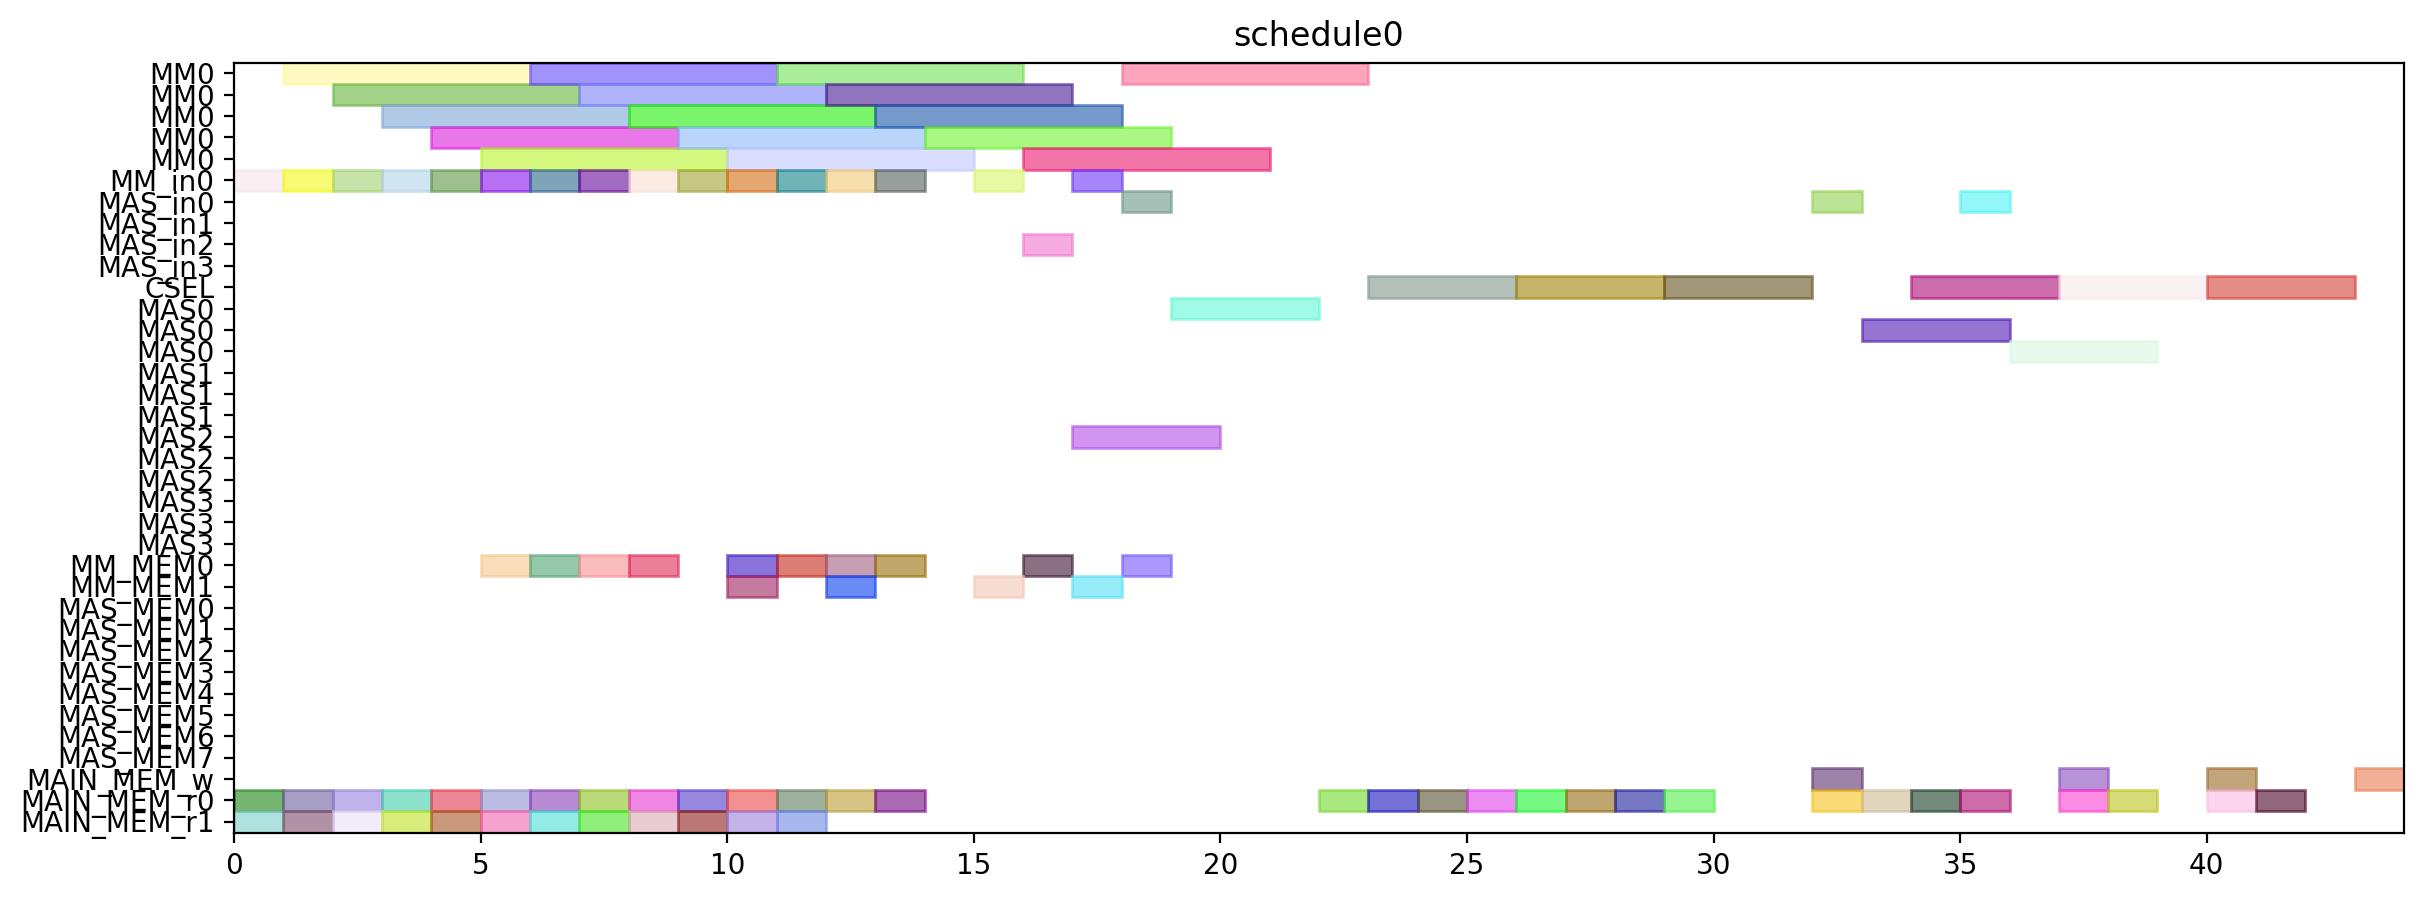 schedule0
MM0
MM0
MM0
MM0
MM0
MM_in0
MAS_in0
MAS_in1
MAS_in2
MAS_in3
CSEL
MAS0
MAS0
MAS0
MAS1
MAS1
MAS1
MAS2
MAS2
MAS2
MAS3
MAS3
MAS3
MM_MEM0
MM_MEM1
MAS_MEM0
MAS_MEM1
MAS_MEM2
MAS_MEM3
MAS_MEM4
MAS_MEM5
MAS_MEM6
MAS_MEM7
MAIN_MEM_w
MAIN_MEM_r0
MAIN_MEM_r1
0 5 10 15 20 25 30 35 40